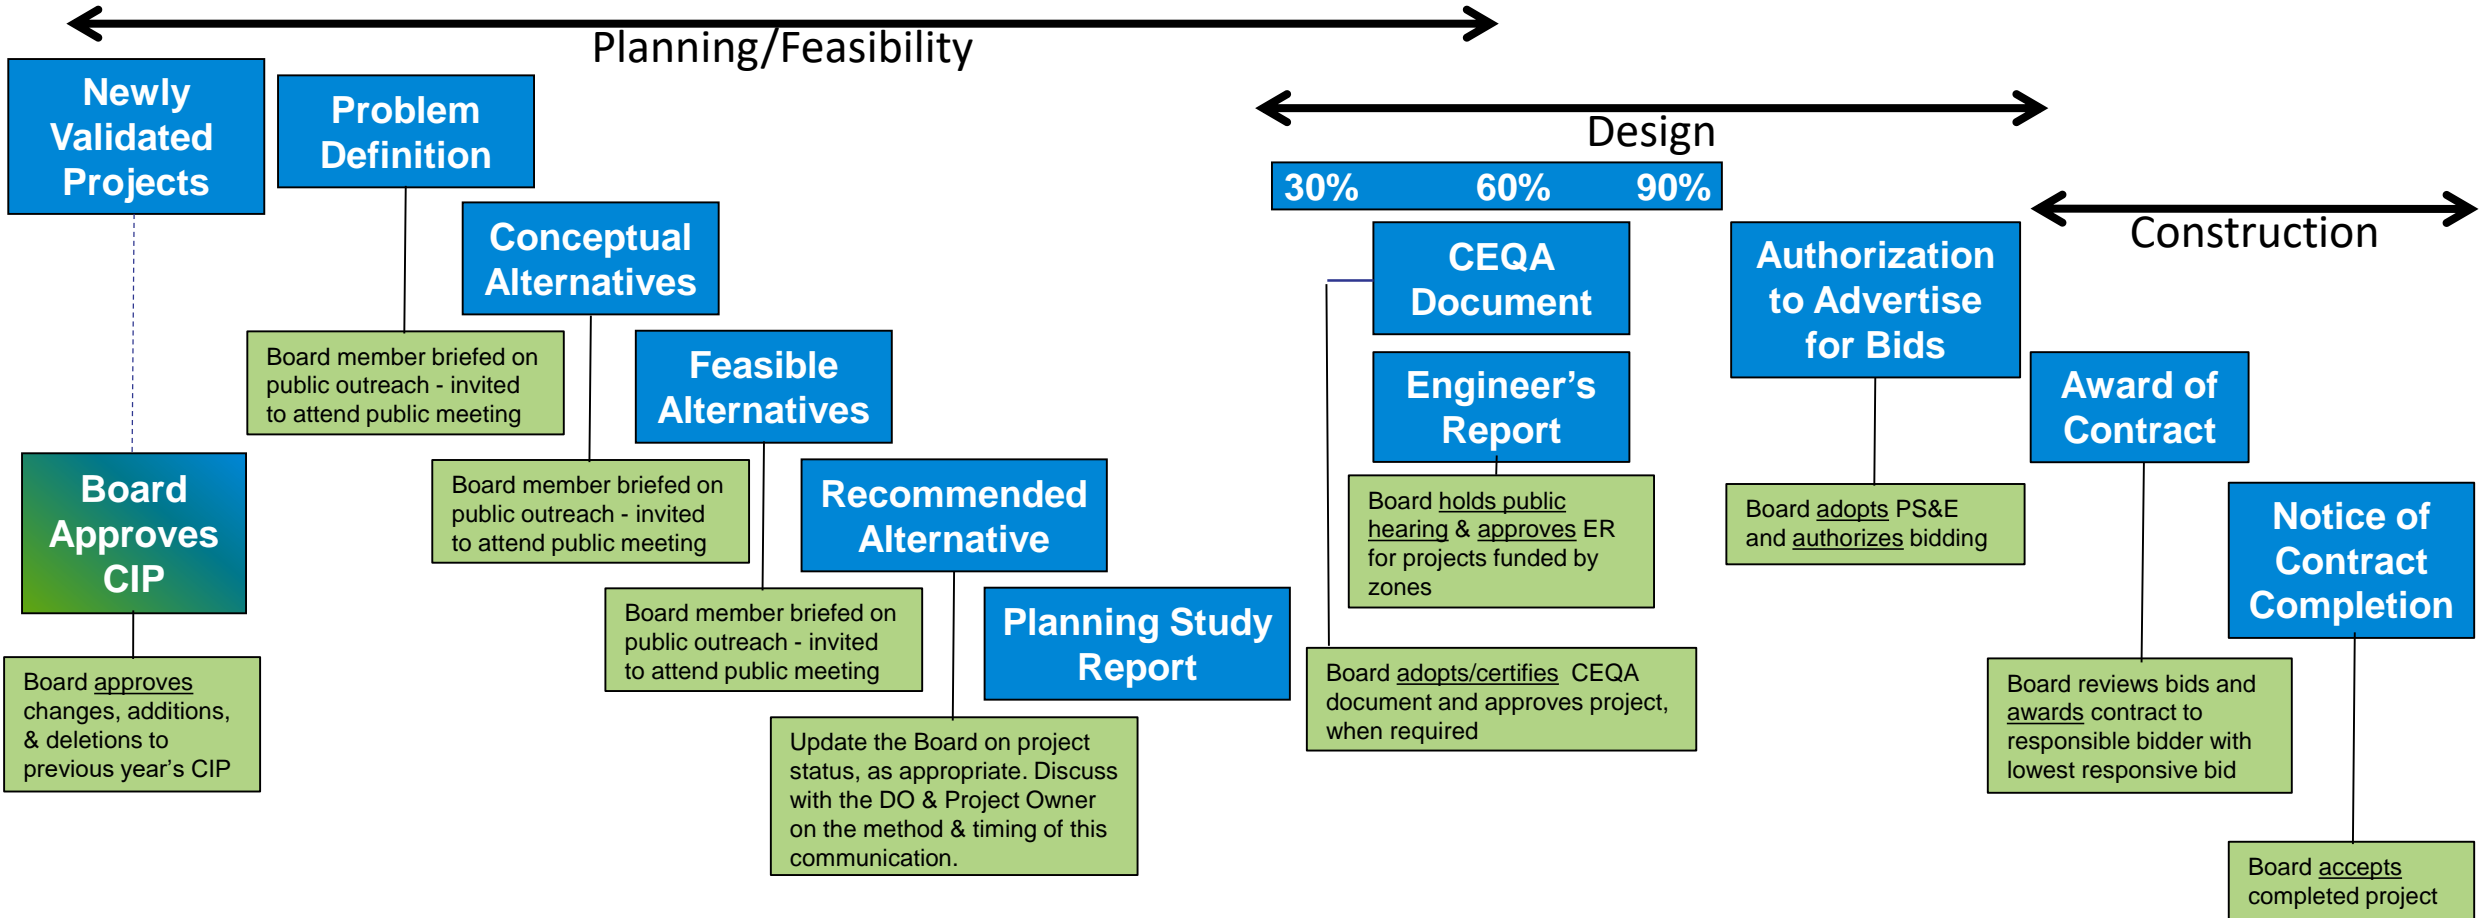 Planning/Feasibility
Newly
Validated
Projects
Problem
Definition
Design
30% 60% 90%
Conceptual
Alternatives
CEQA
Document
Authorization
to Advertise
for Bids
Construction
Board member briefed on
public outreach - invited
to attend public meeting
Feasible
Alternatives
Engineer’s
Report
Award of
Contract
Board
Approves
CIP
Board member briefed on
public outreach - invited
to attend public meeting
Recommended
Alternative
Board holds public
hearing & approves ER
for projects funded by
zones
Board adopts PS&E
and authorizes bidding
Notice of
Contract
Completion
Board member briefed on
public outreach - invited
to attend public meeting
Planning Study
Report
Board approves
changes, additions,
& deletions to
previous year’s CIP
Board adopts/certifies CEQA
document and approves project,
when required
Board reviews bids and
awards contract to
responsible bidder with
lowest responsive bid
Update the Board on project
status, as appropriate. Discuss
with the DO & Project Owner
on the method & timing of this
communication.
Board accepts
completed project